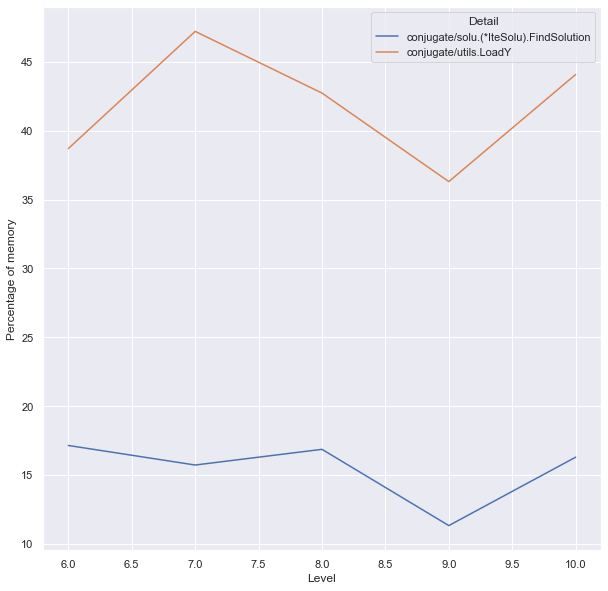 Detail
conjugate/solu.(*IteSolu).FindSolution
conjugate/utils.LoadY
Percentage of memory
45
40
35
30
25
20
15
10
6.0 6.5 7.0 7.5 8.0 8.5 9.0 9.5 10.0
Level